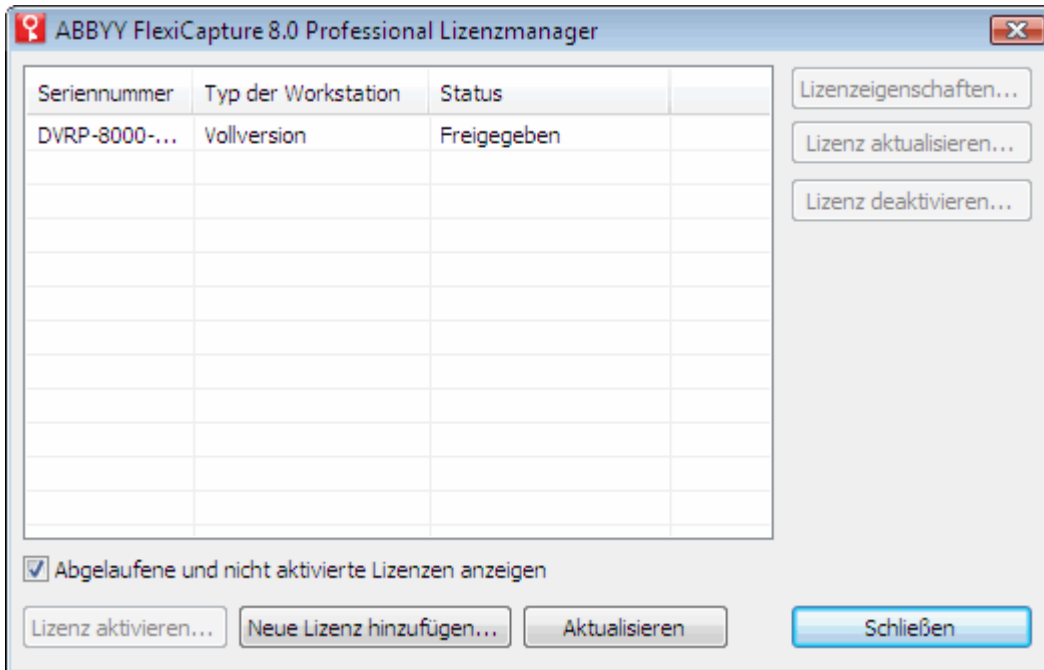 ABBYY FlexiCapture 8.0 Professional Lizenzmanager
Seriennummer Typ der Workstation Status
DVRP-8000-... Vollversion Freigegeben
Lizenzeigenschaften...
Lizenz aktualisieren...
Lizenz deaktivieren...
Abgelaufene und nicht aktivierte Lizenzen anzeigen
Lizenz aktivieren... Neue Lizenz hinzufügen... Aktualisieren Schließen